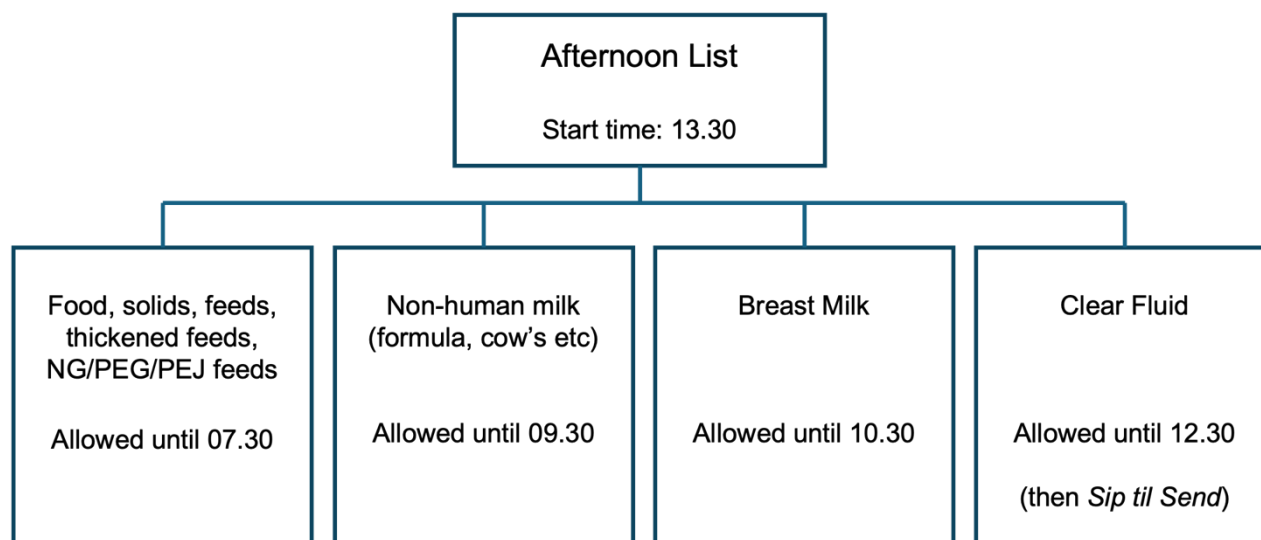 Afternoon List
Start time: 13.30
Food, solids, feeds,
thickened feeds,
NG/PEG/PEJ feeds
Allowed until 07.30
Non-human milk
(formula, cow's etc)
Allowed until 09.30
Breast Milk
Allowed until 10.30
Clear Fluid
Allowed until 12.30
(then Sip til Send)